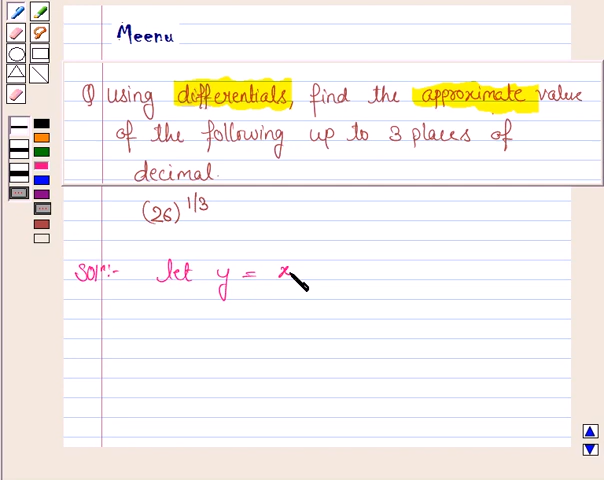 Meenu
Q Using differentials, find the approximate value
of the following up to 3 places of
decimal.
(26)^1/3
Solⁿ:- let y = x